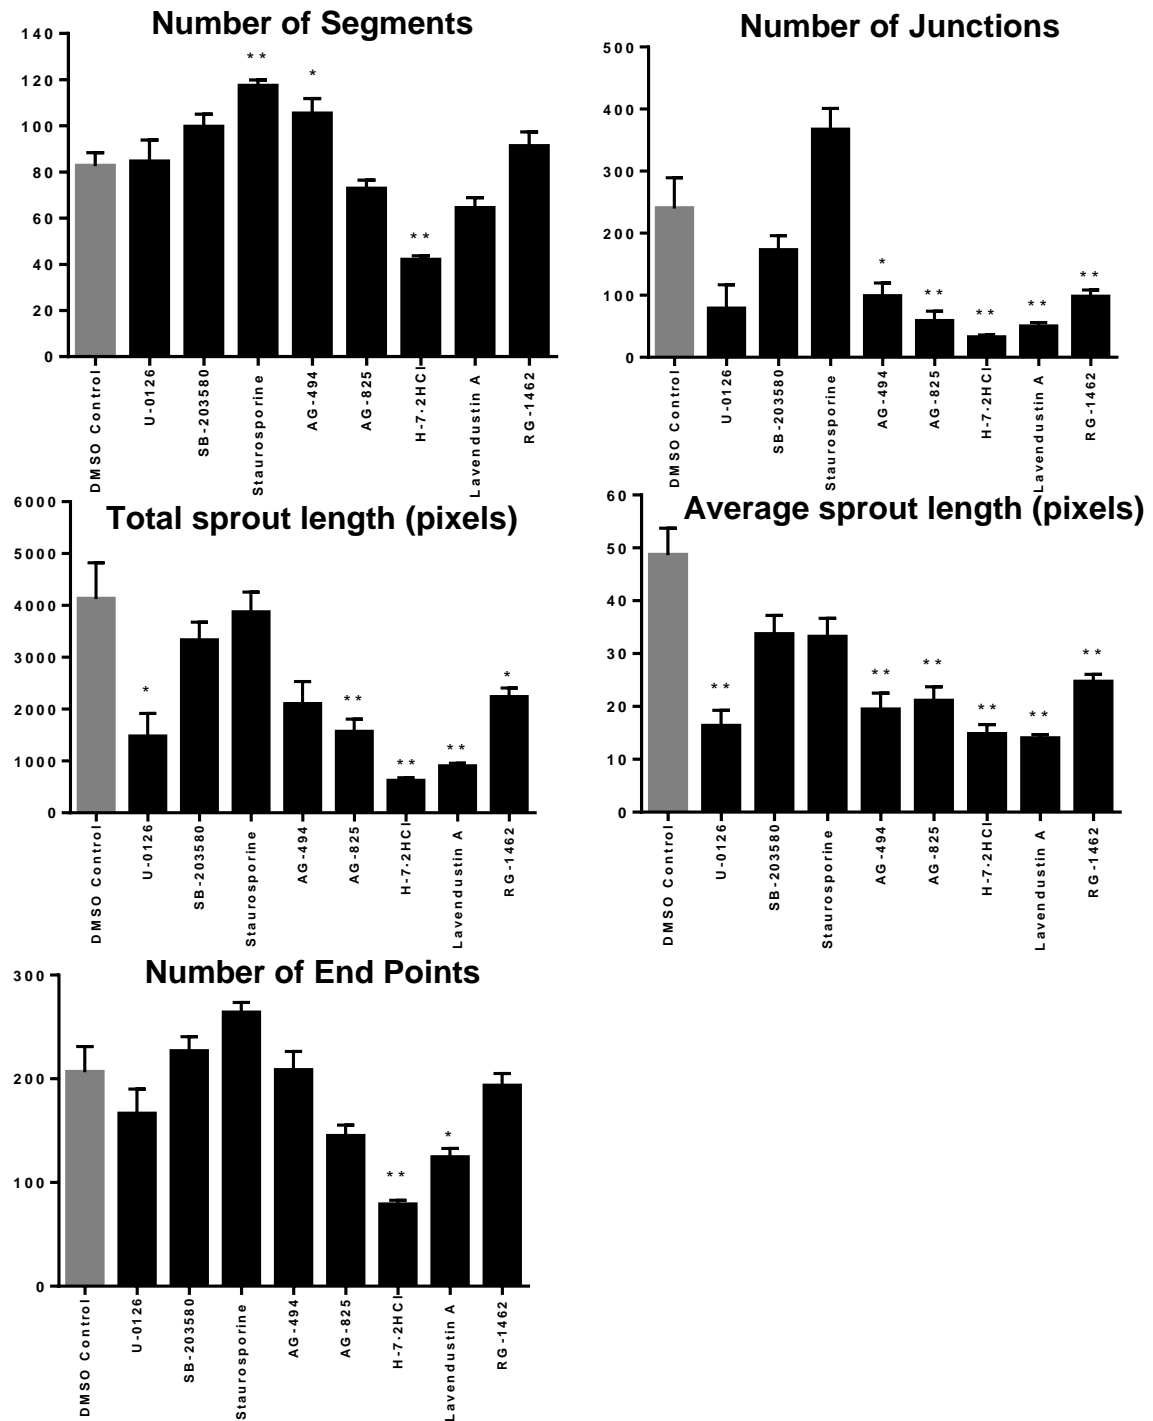 Number of Segments
140
120
100
80
60
40
20
0
**
*
**
DMSO Control
U-0126
SB-203580
Staurosporine
AG-494
AG-825
H-7·2HCl
Lavendustin A
RG-1462
Number of Junctions
500
400
300
200
100
0
*
**
**
**
**
DMSO Control
U-0126
SB-203580
Staurosporine
AG-494
AG-825
H-7·2HCl
Lavendustin A
RG-1462
Total sprout length (pixels)
6000
5000
4000
3000
2000
1000
0
*
**
**
**
*
DMSO Control
U-0126
SB-203580
Staurosporine
AG-494
AG-825
H-7·2HCl
Lavendustin A
RG-1462
Average sprout length (pixels)
60
50
40
30
20
10
0
**
**
**
**
**
**
DMSO Control
U-0126
SB-203580
Staurosporine
AG-494
AG-825
H-7·2HCl
Lavendustin A
RG-1462
Number of End Points
300
200
100
0
**
*
DMSO Control
U-0126
SB-203580
Staurosporine
AG-494
AG-825
H-7·2HCl
Lavendustin A
RG-1462